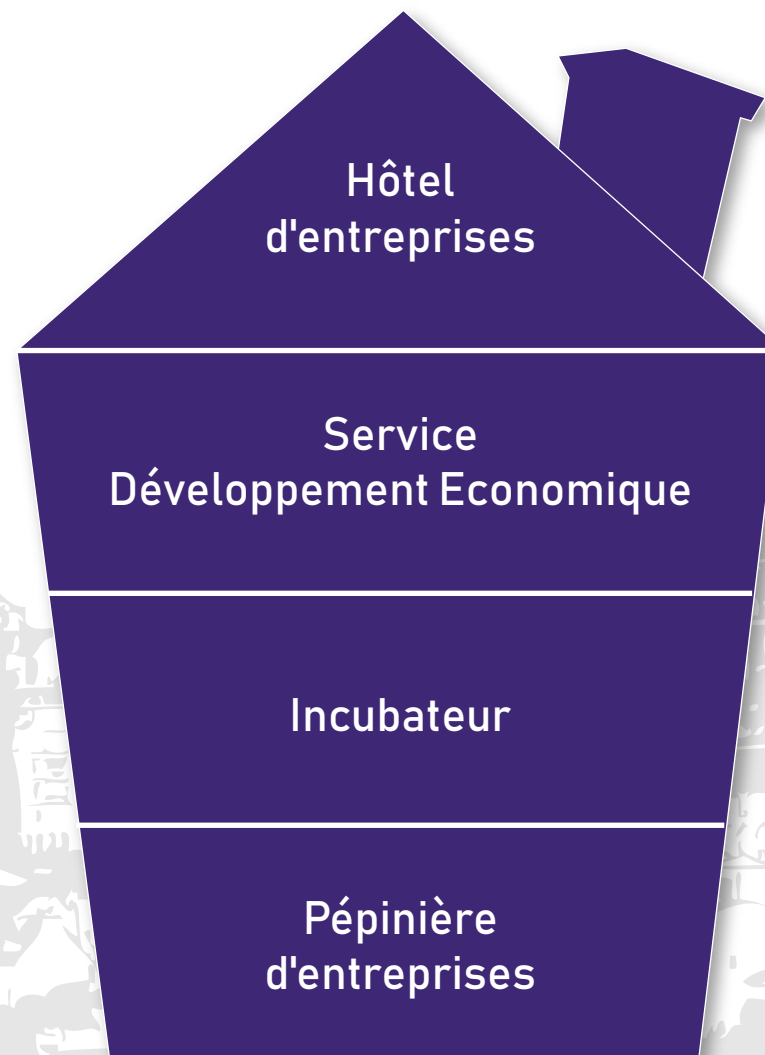 Hôtel
d'entreprises
Service
Développement Economique
Incubateur
Pépinière
d'entreprises